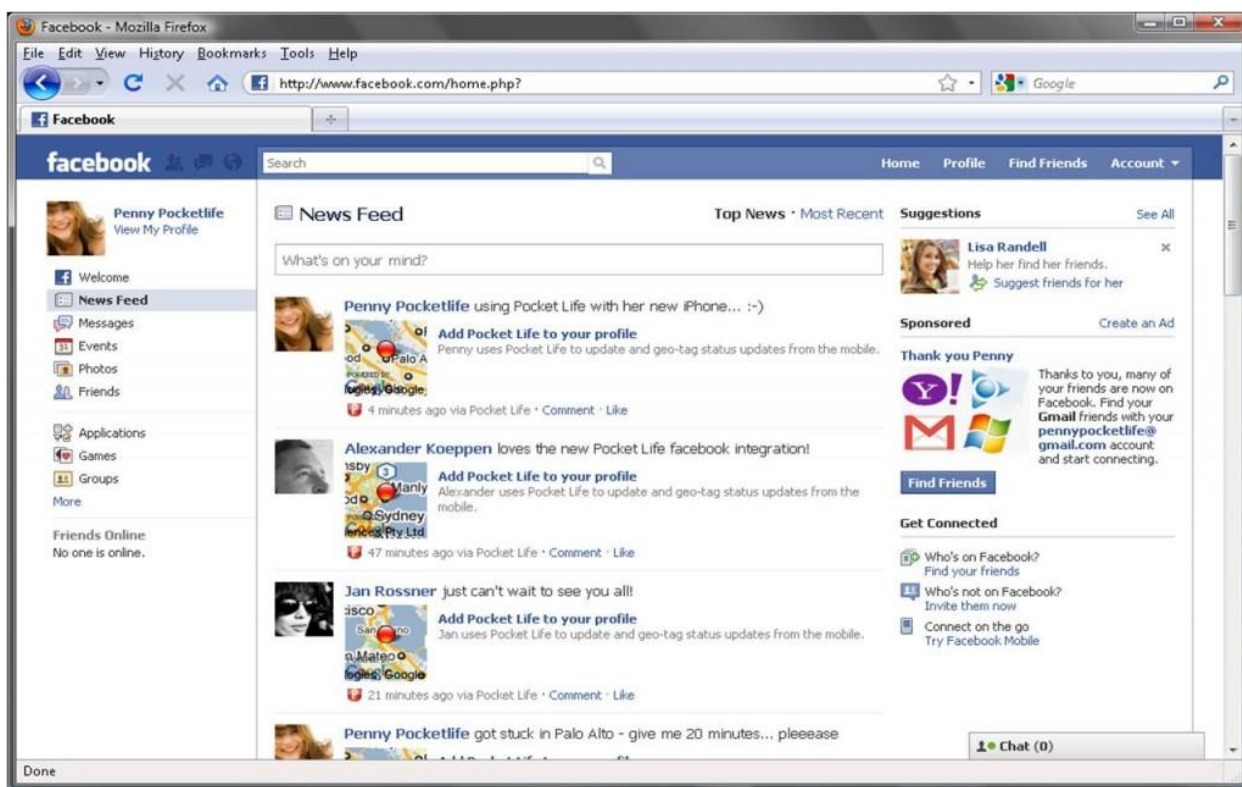 Facebook - Mozilla Firefox
File Edit View History Bookmarks Tools Help
http://www.facebook.com/home.php?
Google
Facebook
facebook
Search
Home Profile Find Friends Account
Penny Pocketlife
View My Profile
Welcome
News Feed
Messages
Events
Photos
Friends
Applications
Games
Groups
More
Friends Online
No one is online.
News Feed
Top News · Most Recent
What's on your mind?
Penny Pocketlife using Pocket Life with her new iPhone... :-)
Add Pocket Life to your profile
Penny uses Pocket Life to update and geo-tag status updates from the mobile.
Palo A
4 minutes ago via Pocket Life · Comment · Like
Alexander Koeppen loves the new Pocket Life facebook integration!
Add Pocket Life to your profile
Alexander uses Pocket Life to update and geo-tag status updates from the
mobile.
3
Manly
Sydney
Pty Ltd
47 minutes ago via Pocket Life · Comment · Like
Jan Rossner just can't wait to see you all!
Add Pocket Life to your profile
Jan uses Pocket Life to update and geo-tag status updates from the mobile.
cisco
Mateo
Google
21 minutes ago via Pocket Life · Comment · Like
Penny Pocketlife got stuck in Palo Alto - give me 20 minutes... pleeease
Suggestions
See All
Lisa Randell
Help her find her friends.
Suggest friends for her
Sponsored
Create an Ad
Thank you Penny
Thanks to you, many of
your friends are now on
Facebook. Find your
Gmail friends with your
pennypocketlife@
gmail.com account
and start connecting.
Find Friends
Get Connected
Who's on Facebook?
Find your friends
Who's not on Facebook?
Invite them now
Connect on the go
Try Facebook Mobile
Chat (0)
Done